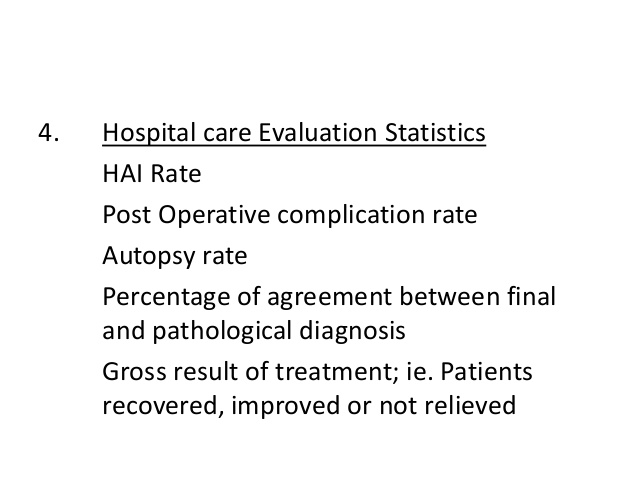 4. Hospital care Evaluation Statistics
HAI Rate
Post Operative complication rate
Autopsy rate
Percentage of agreement between final
and pathological diagnosis
Gross result of treatment; ie. Patients
recovered, improved or not relieved